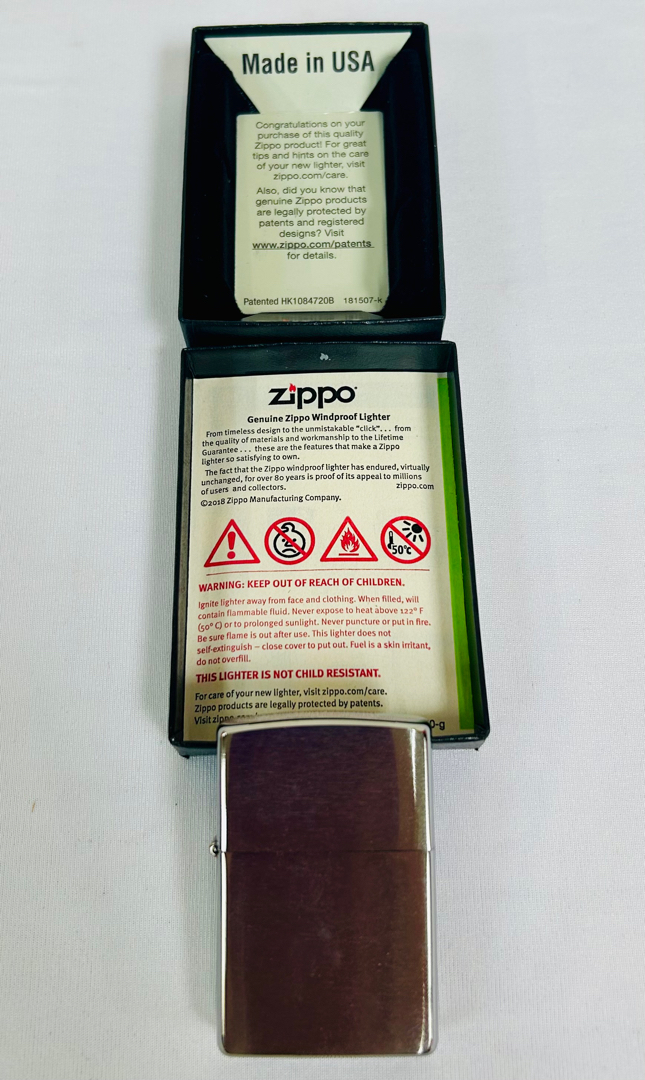 Made in USA
Congratulations on your
purchase of this quality
Zippo product! For great
tips and hints on the care
of your new lighter, visit
zippo.com/care.
Also, did you know that
genuine Zippo products
are legally protected by
patents and registered
designs? Visit
www.zippo.com/patents
for details.
Patented HK1084720B 181507-k
zippo
Genuine Zippo Windproof Lighter
From timeless design to the unmistakable "click"... from
the quality of materials and workmanship to the Lifetime
Guarantee ... these are the features that make a Zippo
lighter so satisfying to own.
The fact that the Zippo windproof lighter has endured, virtually
unchanged, for over 80 years is proof of its appeal to millions
of users and collectors. zippo.com
©2018 Zippo Manufacturing Company.
50°C
WARNING: KEEP OUT OF REACH OF CHILDREN.
Ignite lighter away from face and clothing. When filled, will
contain flammable fluid. Never expose to heat above 122° F
(50° C) or to prolonged sunlight. Never puncture or put in fire.
Be sure flame is out after use. This lighter does not
self-extinguish – close cover to put out. Fuel is a skin irritant,
do not overfill.
THIS LIGHTER IS NOT CHILD RESISTANT.
For care of your new lighter, visit zippo.com/care.
Zippo products are legally protected by patents.
Visit